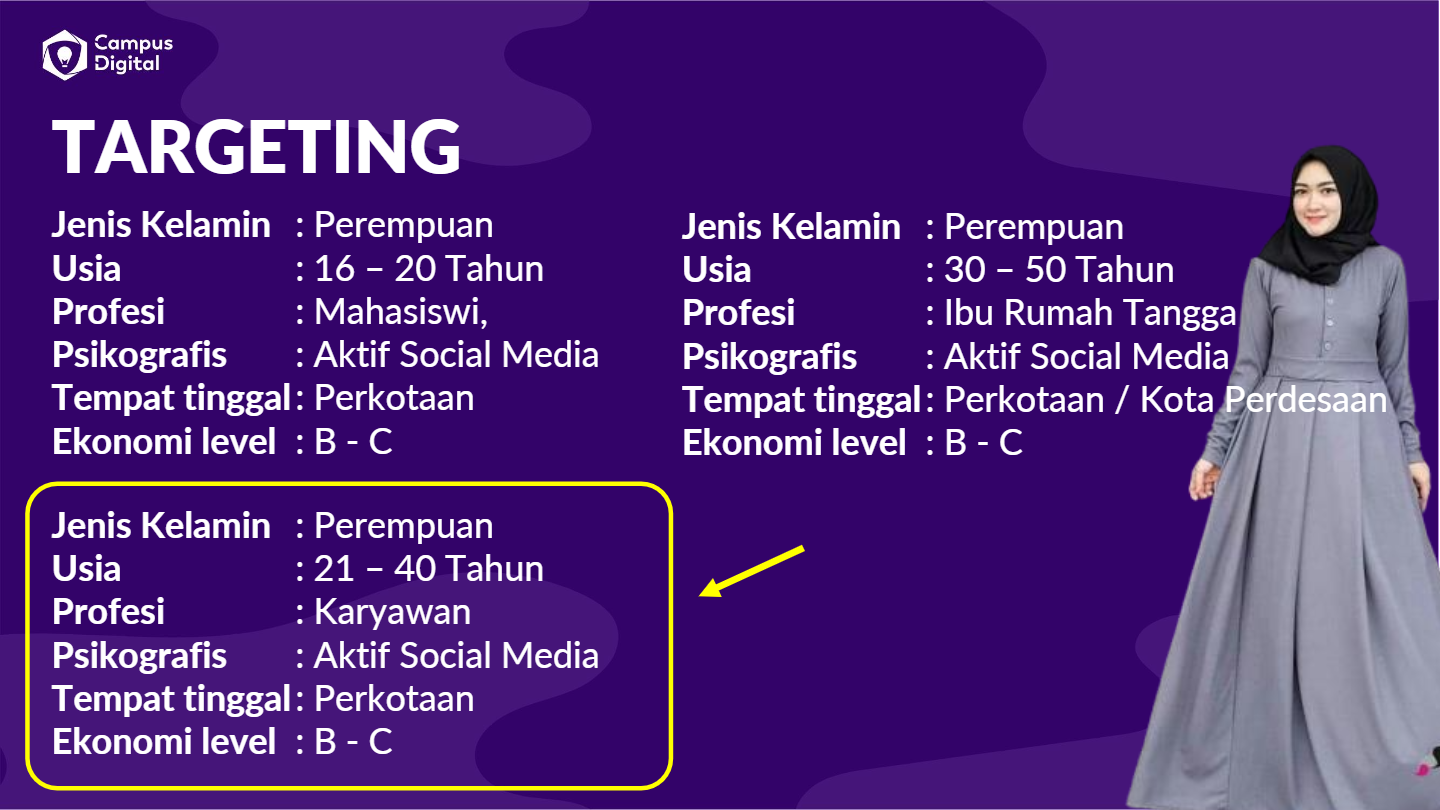 Campus
Digital
TARGETING
Jenis Kelamin : Perempuan
Usia : 16 – 20 Tahun
Profesi : Mahasiswi,
Psikografis : Aktif Social Media
Tempat tinggal : Perkotaan
Ekonomi level : B - C
Jenis Kelamin : Perempuan
Usia : 30 – 50 Tahun
Profesi : Ibu Rumah Tangga
Psikografis : Aktif Social Media
Tempat tinggal : Perkotaan / Kota Perdesaan
Ekonomi level : B - C
Jenis Kelamin : Perempuan
Usia : 21 – 40 Tahun
Profesi : Karyawan
Psikografis : Aktif Social Media
Tempat tinggal : Perkotaan
Ekonomi level : B - C